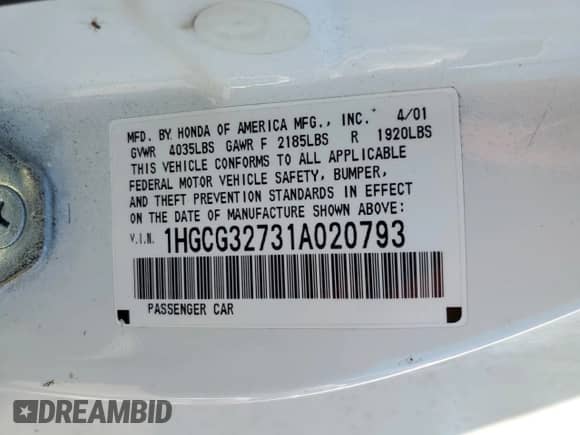 MFD. BY HONDA OF AMERICA MFG., INC. 4/01
GVWR 4035LBS GAWR F 2185LBS R 1920LBS
THIS VEHICLE CONFORMS TO ALL APPLICABLE
FEDERAL MOTOR VEHICLE SAFETY, BUMPER,
AND THEFT PREVENTION STANDARDS IN EFFECT
ON THE DATE OF MANUFACTURE SHOWN ABOVE:
V.I.N. 1HGCG32731A020793
PASSENGER CAR
DREAMBID